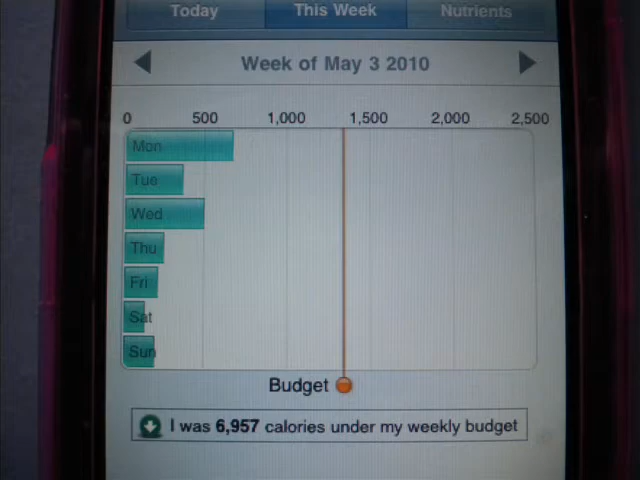 Today This Week Nutrients
Week of May 3 2010
0 500 1,000 1,500 2,000 2,500
Mon
Tue
Wed
Thu
Fri
Sat
Sun
Budget
I was 6,957 calories under my weekly budget